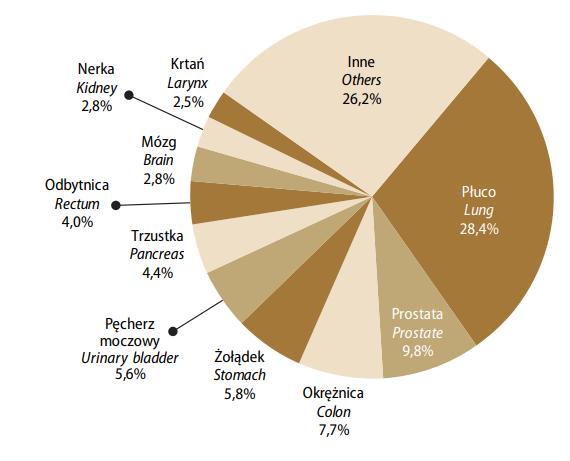 Inne
Others
26,2%
Płuco
Lung
28,4%
Prostata
Prostate
9,8%
Okrężnica
Colon
7,7%
Żołądek
Stomach
5,8%
Pęcherz
moczowy
Urinary bladder
5,6%
Trzustka
Pancreas
4,4%
Odbytnica
Rectum
4,0%
Mózg
Brain
2,8%
Nerka
Kidney
2,8%
Krtań
Larynx
2,5%